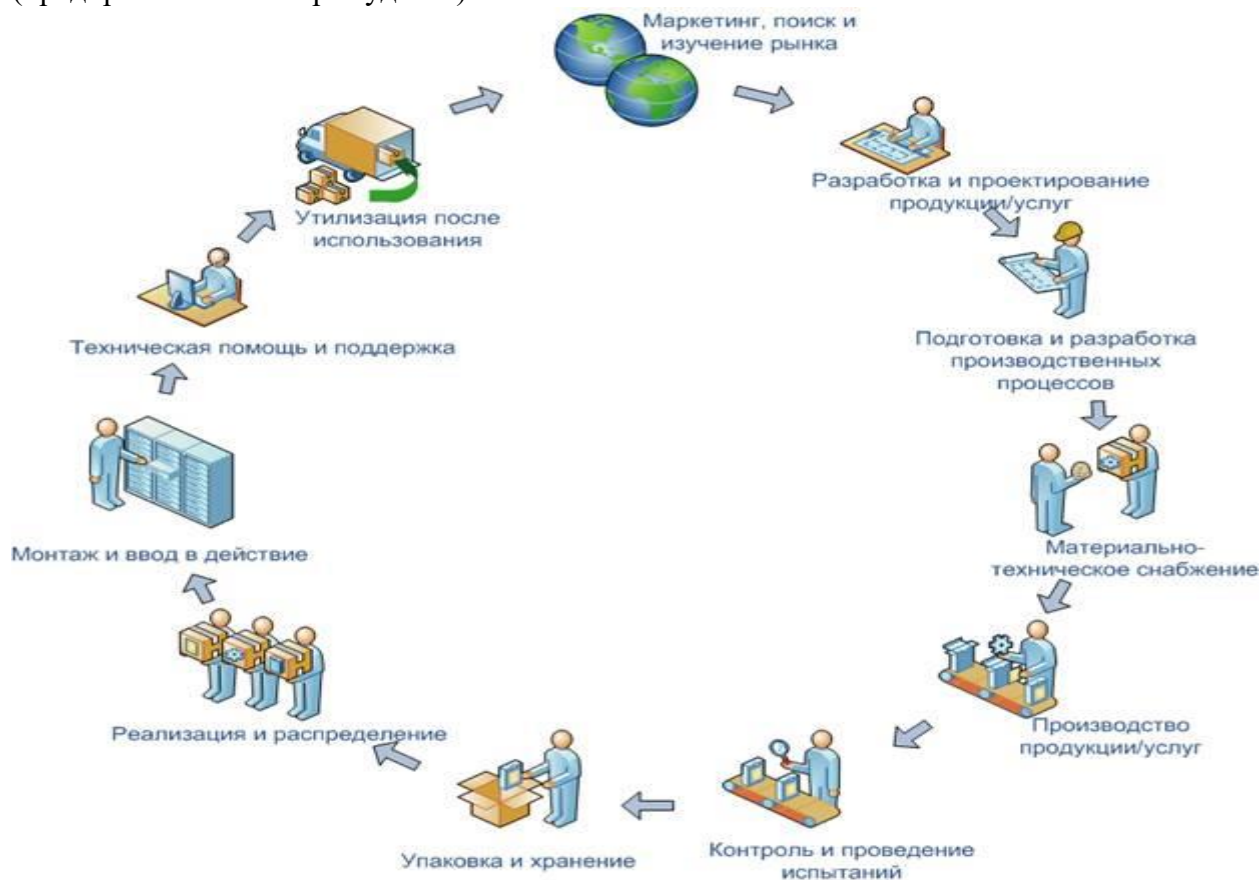 Маркетинг, поиск и
изучение рынка
Разработка и проектирование
продукции/услуг
Подготовка и разработка
производственных
процессов
Материально-
техническое снабжение
Производство
продукции/услуг
Контроль и проведение
испытаний
Упаковка и хранение
Реализация и распределение
Монтаж и ввод в действие
Техническая помощь и поддержка
Утилизация после
использования